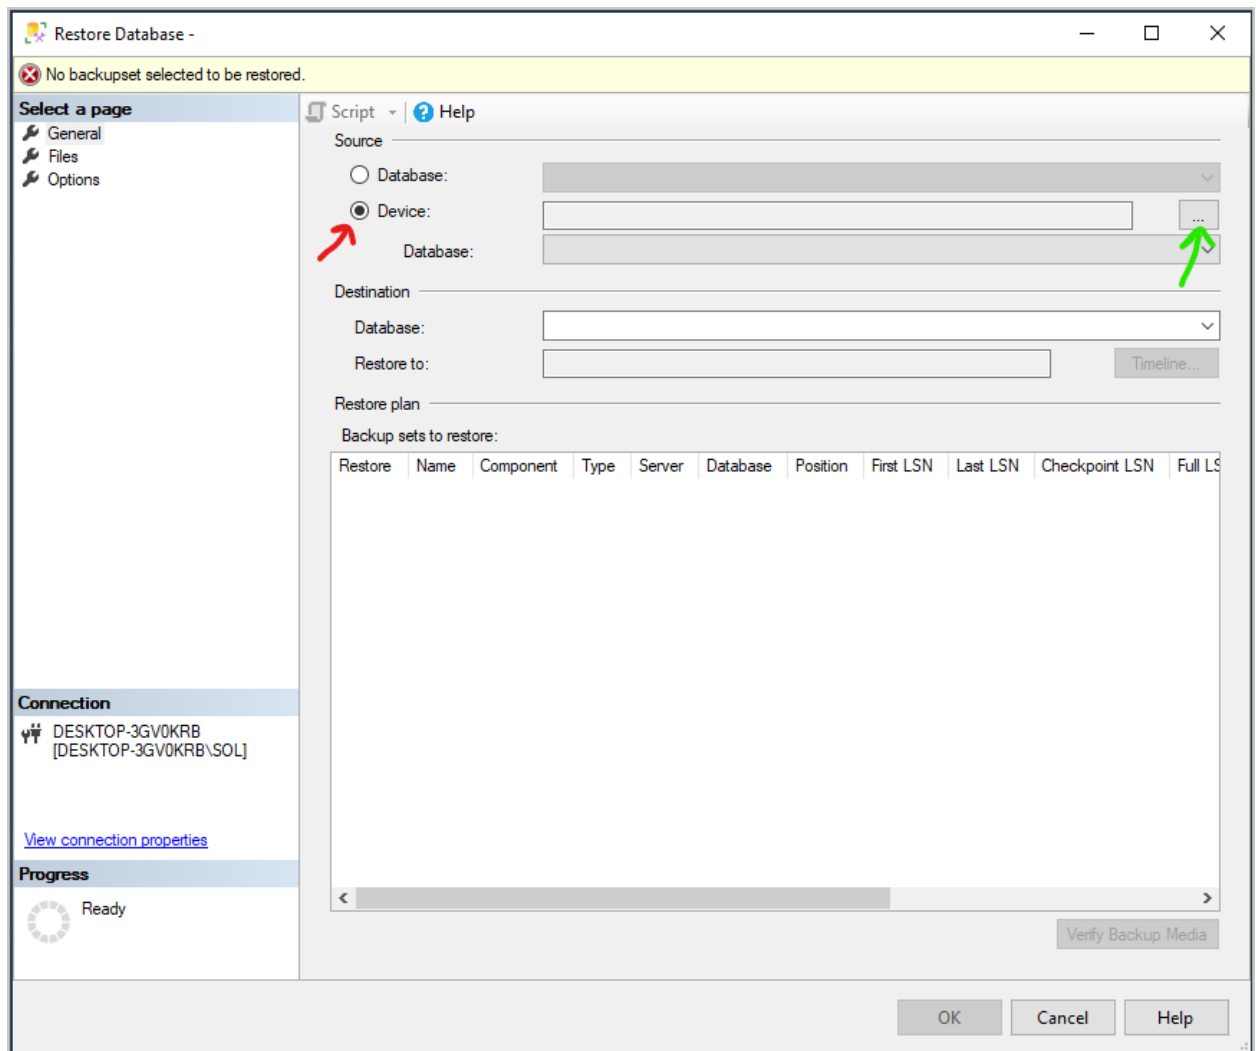 Restore Database -
No backupset selected to be restored.
Select a page
General
Files
Options
Script
Help
Source
Database:
Device:
...
Database:
Destination
Database:
Restore to:
Timeline...
Restore plan
Backup sets to restore:
Restore Name Component Type Server Database Position First LSN Last LSN Checkpoint LSN Full LS
Connection
DESKTOP-3GV0KRB
[DESKTOP-3GV0KRB\SOL]
View connection properties
Progress
Ready
Verify Backup Media
OK Cancel Help